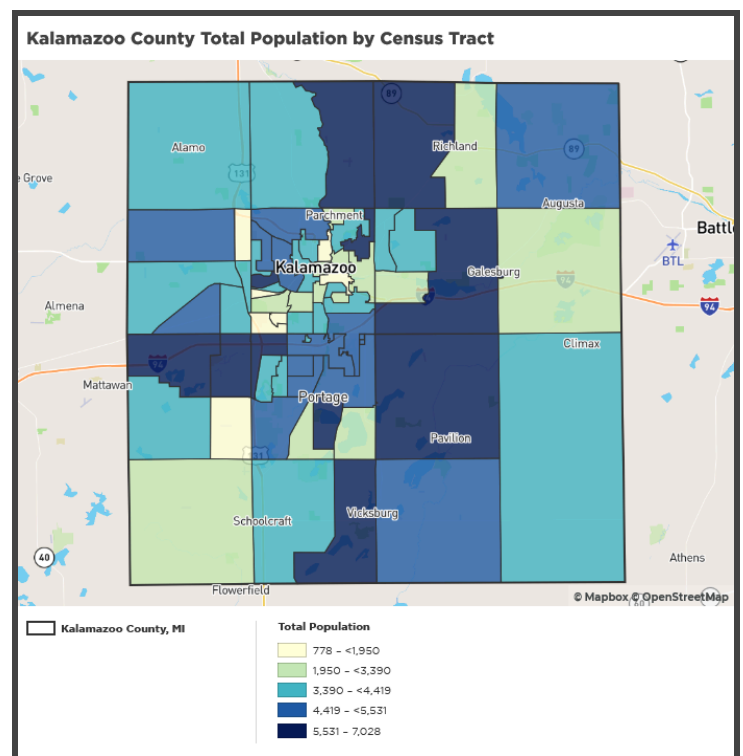 Kalamazoo County Total Population by Census Tract
89
Alamo
Richland
89
131
e Grove
Augusta
Parchment
Battl
Kalamazoo
BTL
Galesburg
94
94
Almena
94
Climax
94
Mattawan
Portage
Pavilion
131
Vicksburg
Schoolcraft
40
Athens
Flowerfield
© Mapbox © OpenStreetMap
60
Kalamazoo County, MI
Total Population
778 – <1,950
1,950 – <3,390
3,390 – <4,419
4,419 – <5,531
5,531 – 7,028